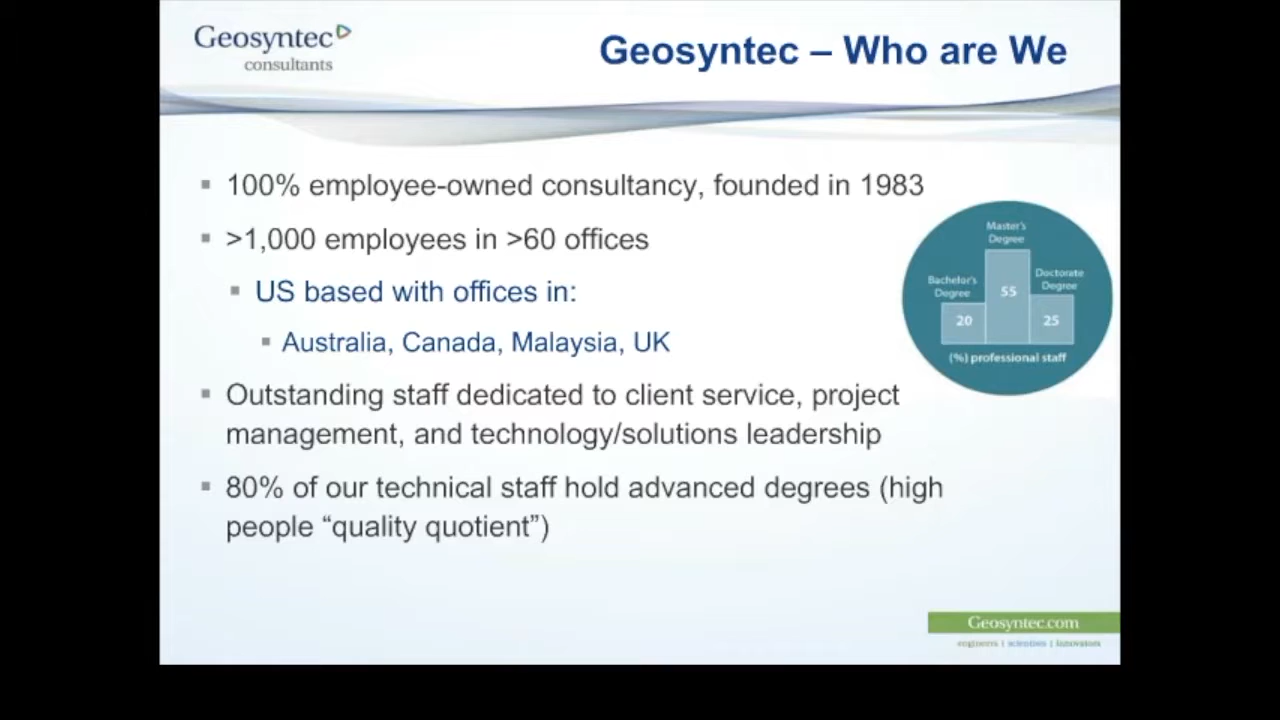 Geosyntec
consultants
Geosyntec – Who are We
100% employee-owned consultancy, founded in 1983
>1,000 employees in >60 offices
US based with offices in:
Australia, Canada, Malaysia, UK
Outstanding staff dedicated to client service, project
management, and technology/solutions leadership
80% of our technical staff hold advanced degrees (high
people “quality quotient”)
Master's
Degree
Bachelor's
Degree
Doctorate
Degree
55
20
25
(%) professional staff
Geosyntec.com
engineers | scientists | innovators